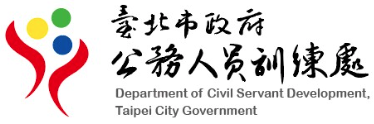 臺北市政府
公務人員訓練處
Department of Civil Servant Development,
Taipei City Government